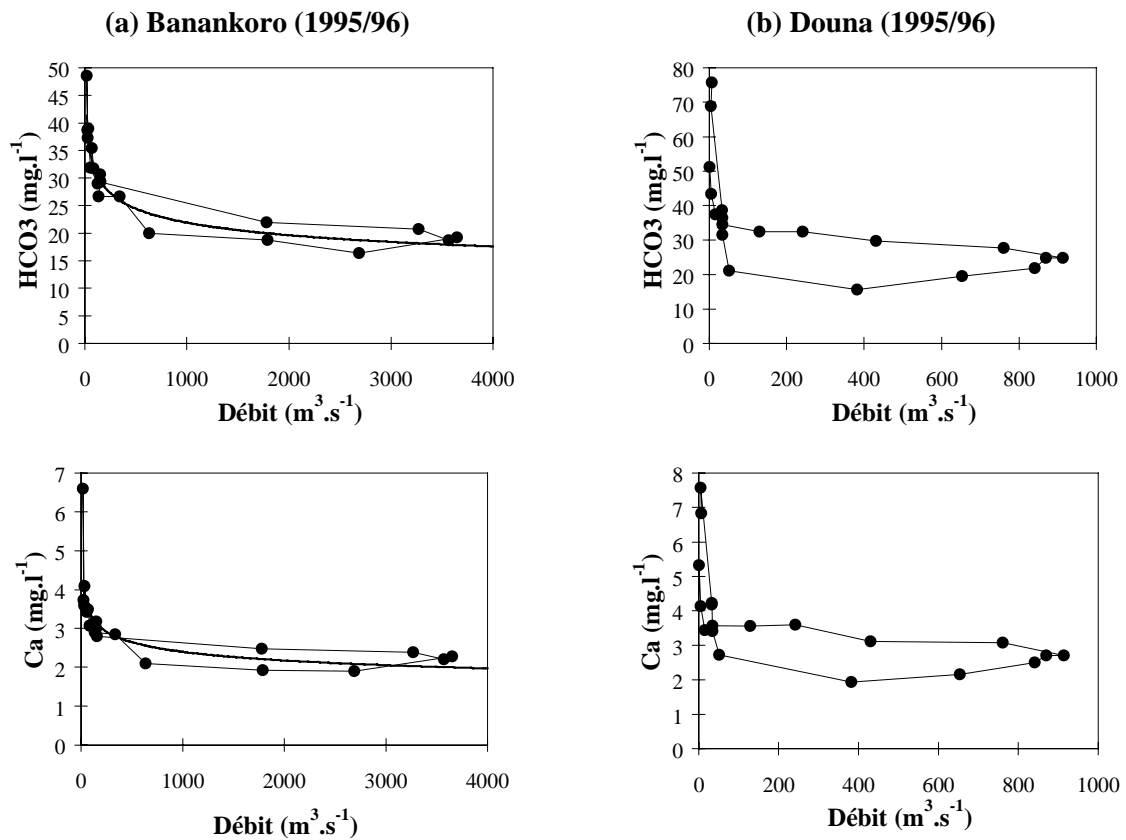 (a) Banankoro (1995/96)
(b) Douna (1995/96)
HCO3 (mg.l⁻¹)
50
45
40
35
30
25
20
15
10
5
0
0 1000 2000 3000 4000
Débit (m³.s⁻¹)
HCO3 (mg.l⁻¹)
80
70
60
50
40
30
20
10
0
0 200 400 600 800 1000
Débit (m³.s⁻¹)
Ca (mg.l⁻¹)
7
6
5
4
3
2
1
0
0 1000 2000 3000 4000
Débit (m³.s⁻¹)
Ca (mg.l⁻¹)
8
7
6
5
4
3
2
1
0
0 200 400 600 800 1000
Débit (m³.s⁻¹)